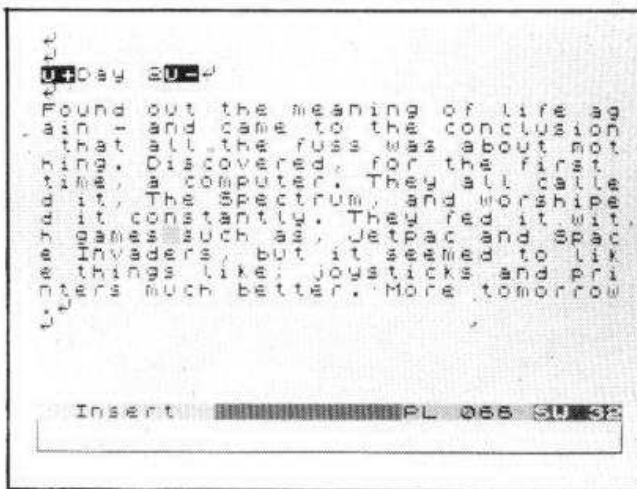 ↵
↵
U+Day 2U-↵
↵
Found out the meaning of life ag
ain - and came to the conclusion
that all the fuss was about not
hing. Discovered, for the first
time, a computer. They all calle
d it, The Spectrum, and worshipe
d it constantly. They fed it wit
h games such as, Jetpac and Spac
e Invaders, but it seemed to lik
e things like; joysticks and pri
nters much better. More tomorrow
.↵
↵
Insert PL 066 SW 32